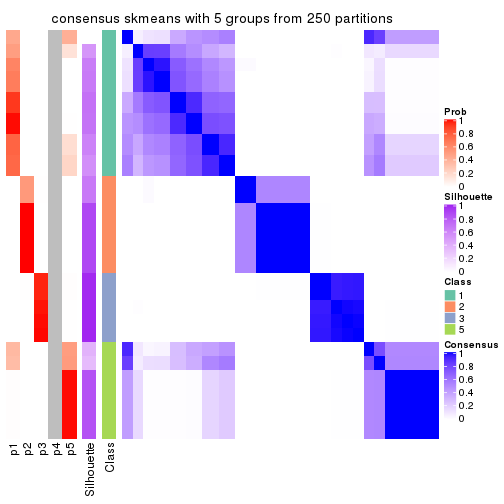 consensus skmeans with 5 groups from 250 partitions
Prob
1
0.8
0.6
0.4
0.2
0
Silhouette
1
0.8
0.6
0.4
0.2
0
Class
1
2
3
5
Consensus
1
0.8
0.6
0.4
0.2
0
p1
p2
p3
p4
p5
Silhouette
Class